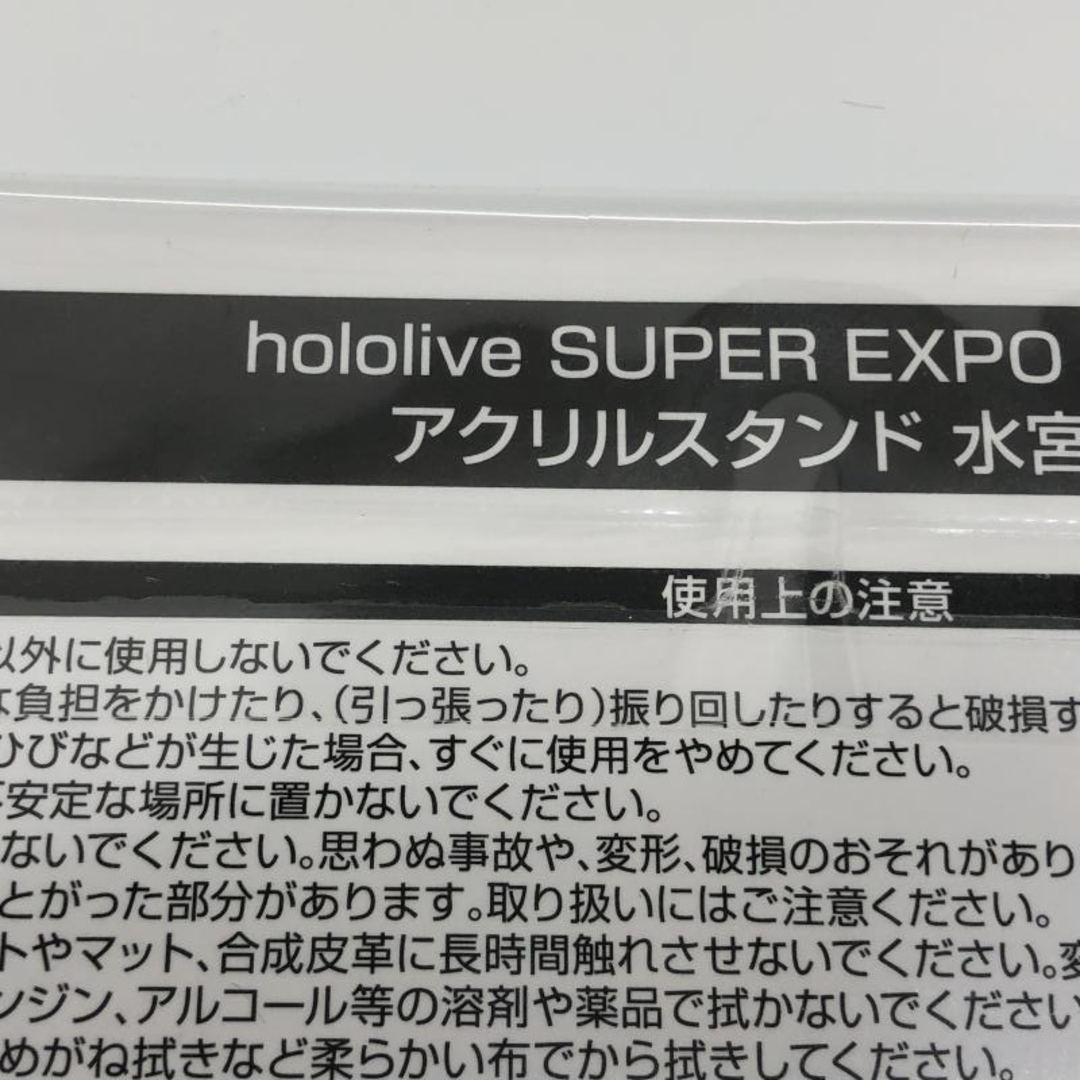 hololive SUPER EXPO
アクリルスタンド 水宮
使用上の注意
以外に使用しないでください。
な負担をかけたり、(引っ張ったり)振り回したりすると破損す
ひびなどが生じた場合、すぐに使用をやめてください。
不安定な場所に置かないでください。
ないでください。思わぬ事故や、変形、破損のおそれがあり
とがった部分があります。取り扱いにはご注意ください。
トやマット、合成皮革に長時間触れさせないでください。変
ンジン、アルコール等の溶剤や薬品で拭かないでください
めがね拭きなど柔らかい布でから拭きしてください。